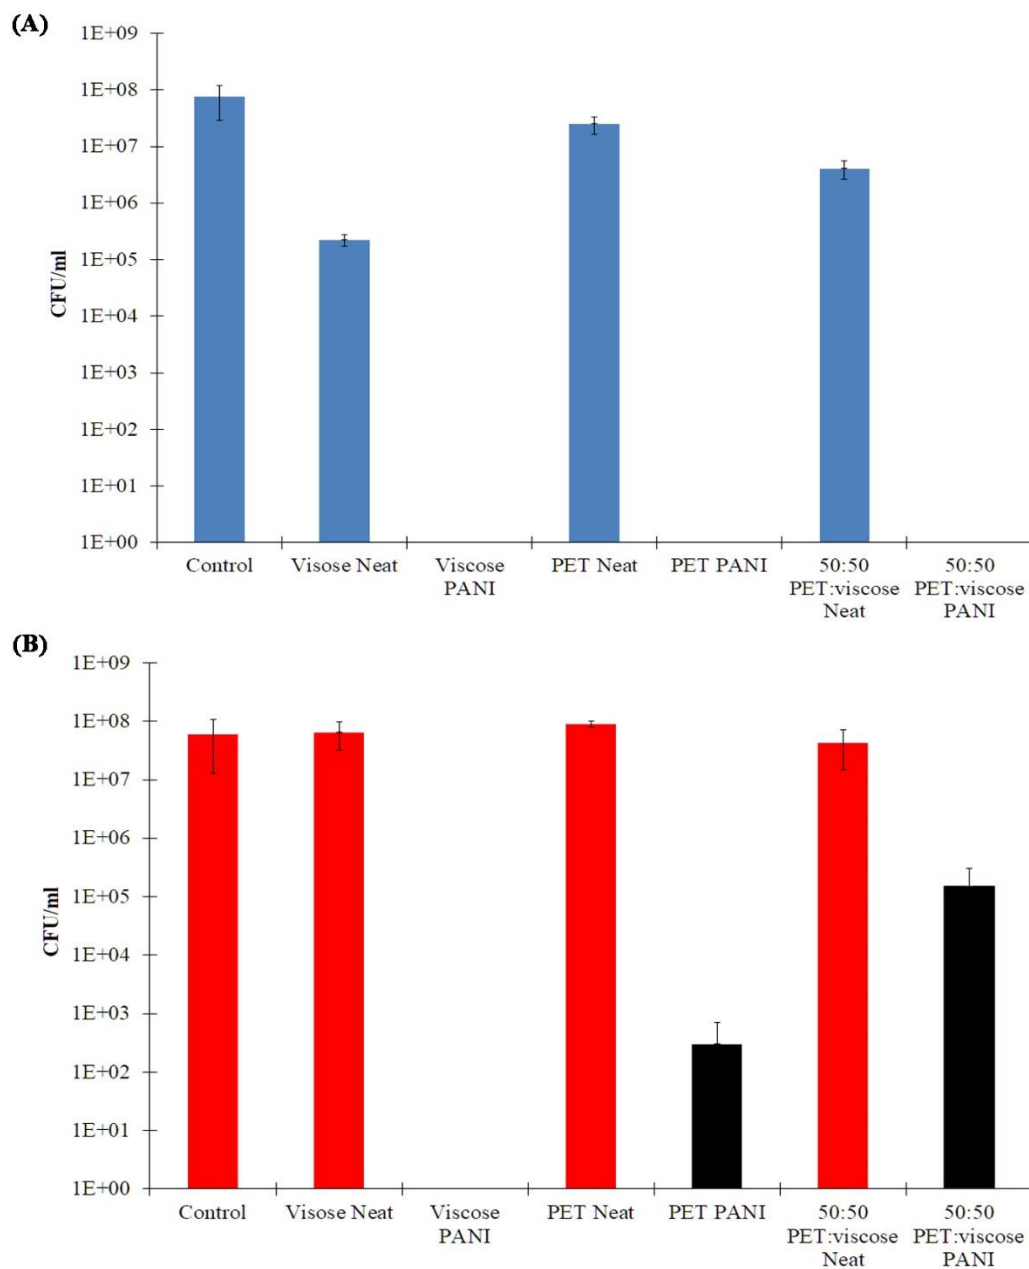 (A)
1E+09
1E+08
1E+07
1E+06
1E+05
1E+04
1E+03
1E+02
1E+01
1E+00
CFU/ml
Control
Visose Neat
Viscose
PANI
PET Neat
PET PANI
50:50
PET:viscose
Neat
50:50
PET:viscose
PANI
(B)
1E+09
1E+08
1E+07
1E+06
1E+05
1E+04
1E+03
1E+02
1E+01
1E+00
CFU/ml
Control
Visose Neat
Viscose
PANI
PET Neat
PET PANI
50:50
PET:viscose
Neat
50:50
PET:viscose
PANI